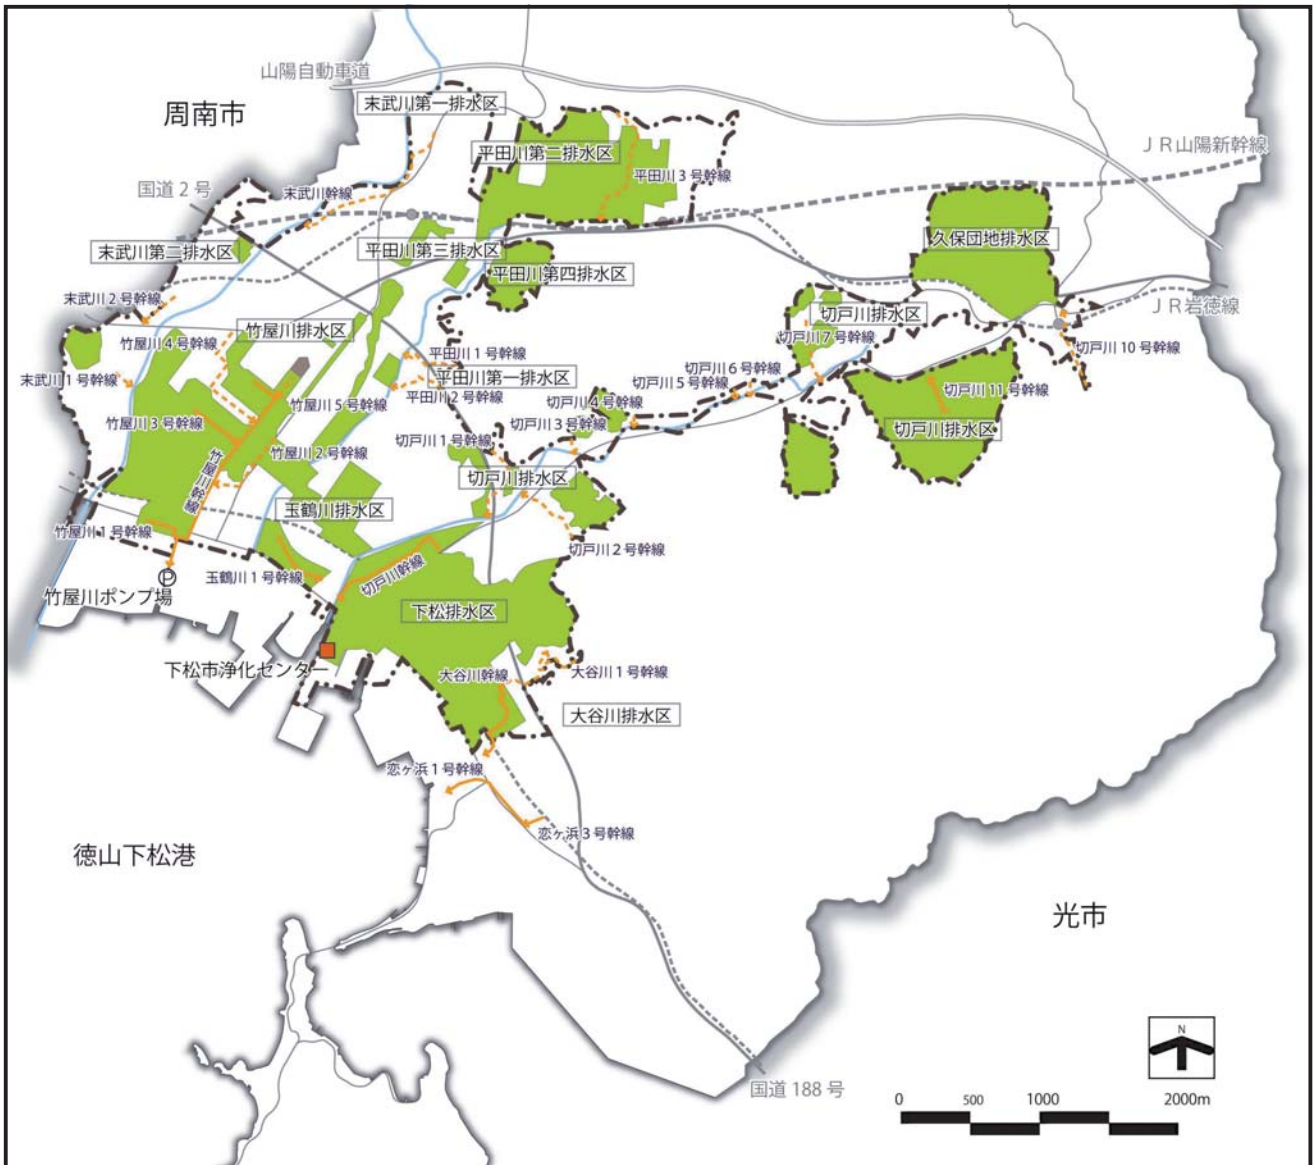 山陽自動車道
末武川第一排水区
周南市
ＪＲ山陽新幹線
平田川第二排水区
平田川３号幹線
国道２号
末武川幹線
久保団地排水区
末武川第二排水区
平田川第三排水区
平田川第四排水区
末武川２号幹線
ＪＲ岩徳線
切戸川排水区
竹屋川排水区
切戸川７号幹線
竹屋川４号幹線
切戸川10号幹線
平田川１号幹線
平田川第一排水区
切戸川６号幹線
末武川１号幹線
切戸川５号幹線
切戸川11号幹線
平田川２号幹線
竹屋川５号幹線
切戸川４号幹線
竹屋川３号幹線
切戸川３号幹線
切戸川排水区
切戸川１号幹線
竹屋川２号幹線
竹屋川幹線
切戸川排水区
玉鶴川排水区
竹屋川１号幹線
切戸川２号幹線
P
玉鶴川１号幹線
切戸川幹線
竹屋川ポンプ場
下松排水区
下松市浄化センター
大谷川幹線
大谷川１号幹線
大谷川排水区
恋ヶ浜１号幹線
恋ヶ浜３号幹線
徳山下松港
光市
N
国道188号
0 500 1000 2000m